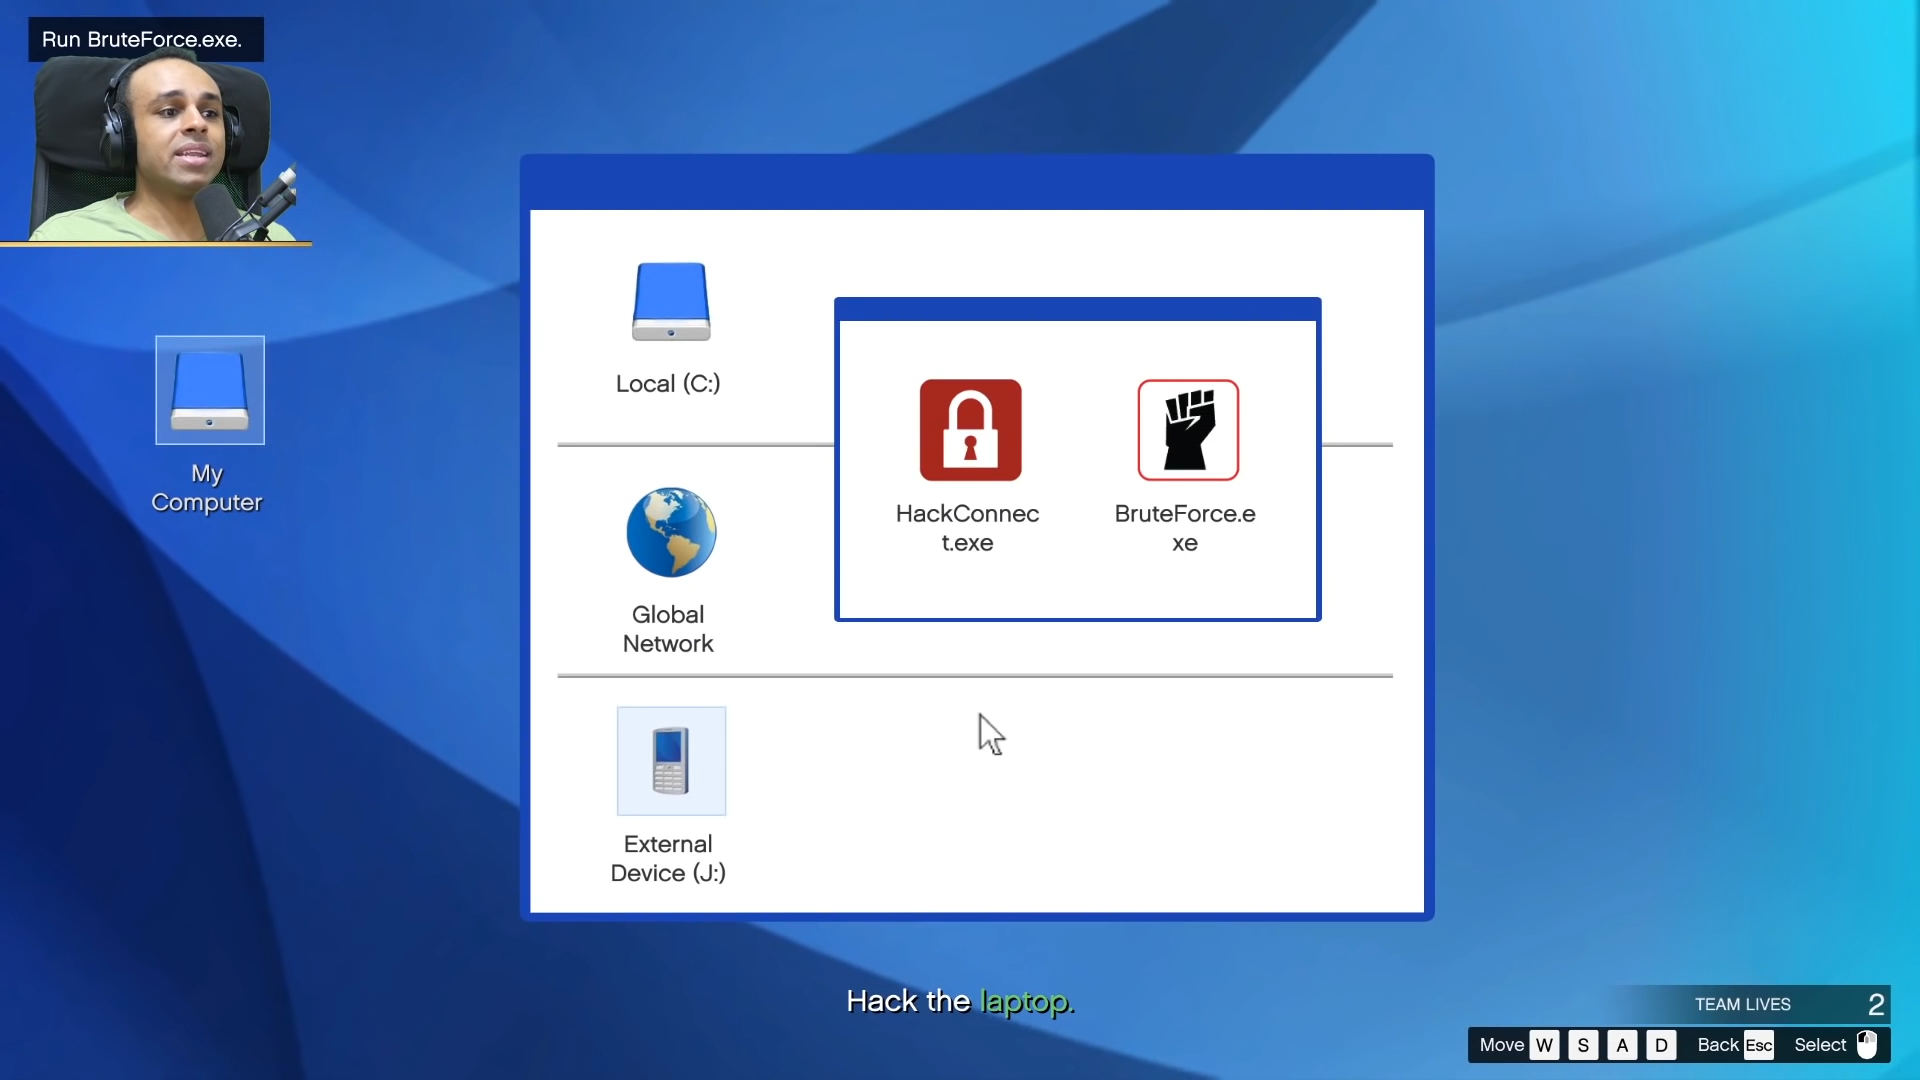 Run BruteForce.exe.
My
Computer
Local (C:)
HackConnec
t.exe
BruteForce.e
xe
Global
Network
External
Device (J:)
Hack the laptop.
TEAM LIVES 2
Move W S A D Back Esc Select